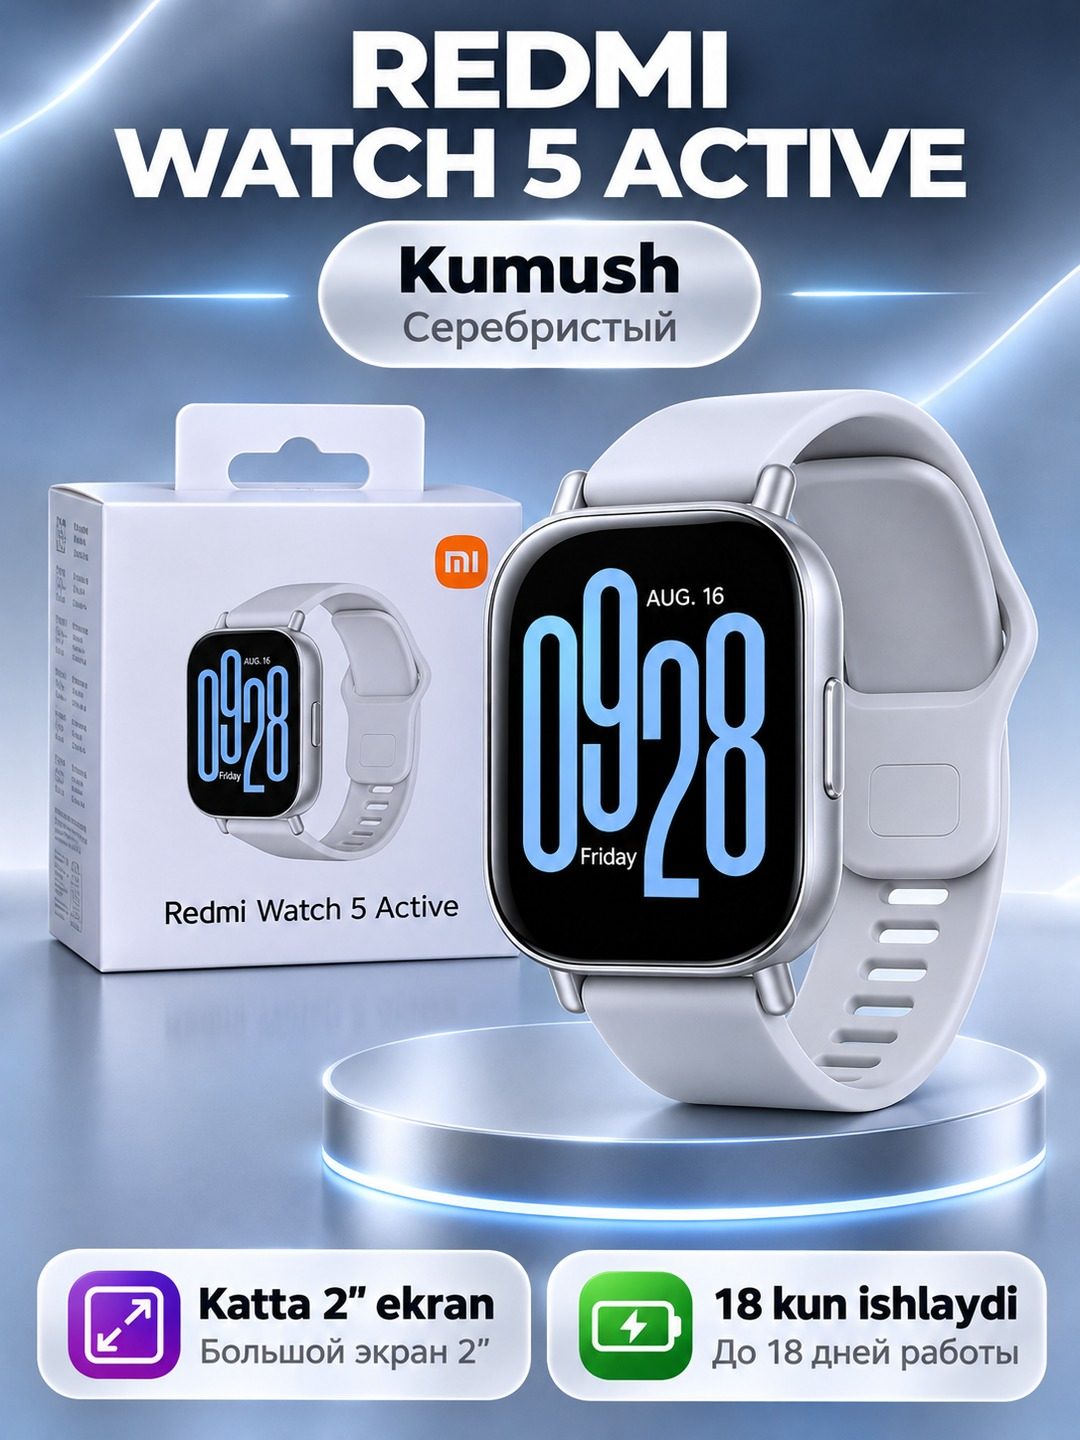 REDMI
WATCH 5 ACTIVE
Kumush
Серебристый
mi
AUG. 16
0928
Friday
Redmi Watch 5 Active
AUG. 16
0928
Friday
Katta 2” ekran
Большой экран 2”
18 kun ishlaydi
До 18 дней работы